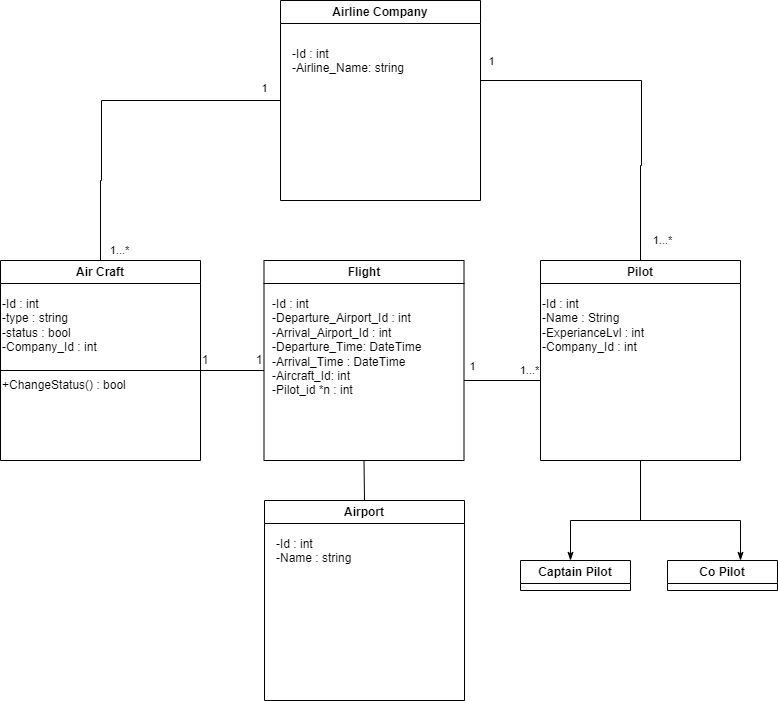 Airline Company
-Id : int
-Airline_Name: string
1
1
1...*
1...*
Air Craft
-Id : int
-type : string
-status : bool
-Company_Id : int
+ChangeStatus() : bool
1
1
Flight
-Id : int
-Departure_Airport_Id : int
-Arrival_Airport_Id : int
-Departure_Time: DateTime
-Arrival_Time : DateTime
-Aircraft_Id: int
-Pilot_id *n : int
1
1...*
Pilot
-Id : int
-Name : String
-ExperianceLvl : int
-Company_Id : int
Airport
-Id : int
-Name : string
Captain Pilot
Co Pilot